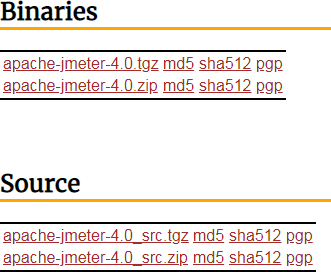 Binaries
apache-jmeter-4.0.tgz md5 sha512 pgp
apache-jmeter-4.0.zip md5 sha512 pgp
Source
apache-jmeter-4.0_src.tgz md5 sha512 pgp
apache-jmeter-4.0_src.zip md5 sha512 pgp